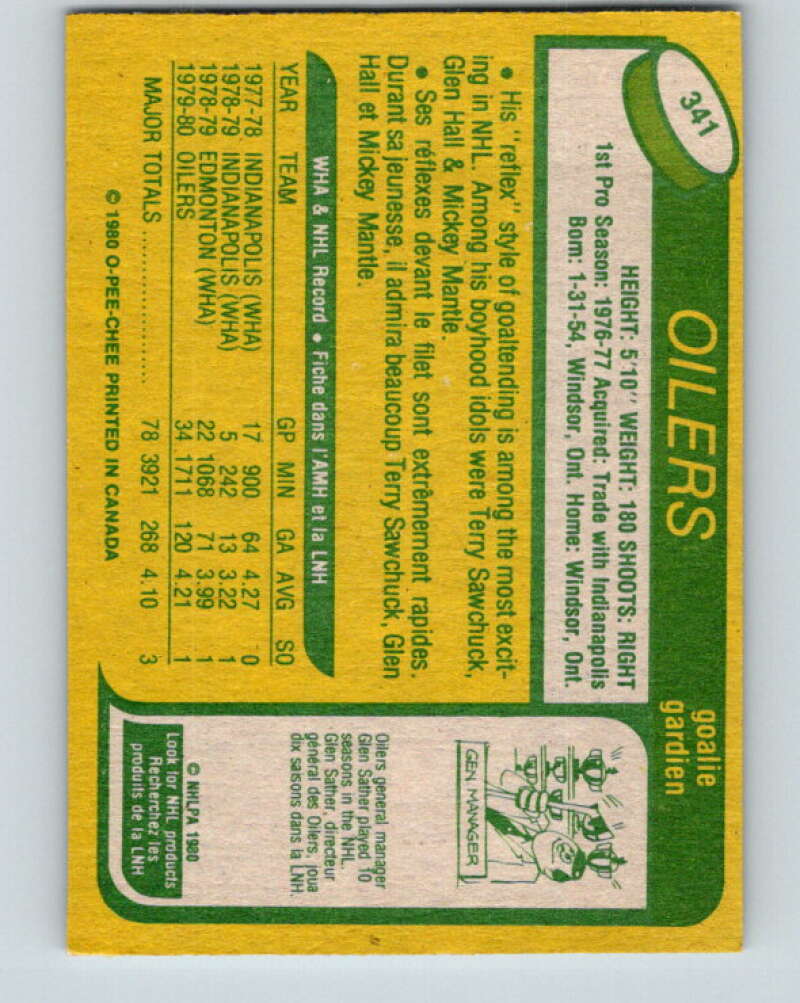 341
OILERS
goalie
gardien
HEIGHT: 5'10" WEIGHT: 180 SHOOTS: RIGHT
1st Pro Season: 1976-77 Acquired: Trade with Indianapolis
Born: 1-31-54, Windsor, Ont. Home: Windsor, Ont.
• His "reflex" style of goaltending is among the most excit-
ing in NHL. Among his boyhood idols were Terry Sawchuck,
Glen Hall & Mickey Mantle.
• Ses réflexes devant le filet sont extrêmement rapides.
Durant sa jeunesse, il admira beaucoup Terry Sawchuck, Glen
Hall et Mickey Mantle.
WHA & NHL Record • Fiche dans l'AMH et la LNH
YEAR TEAM GP MIN GA AVG SO
1977-78 INDIANAPOLIS (WHA) 17 900 64 4.27 0
1978-79 INDIANAPOLIS (WHA) 5 242 13 3.22 1
1978-79 EDMONTON (WHA) 22 1068 71 3.99 1
1979-80 OILERS 34 1711 120 4.21 1
MAJOR TOTALS ........................ 78 3921 268 4.10 3
© 1980 O-PEE-CHEE PRINTED IN CANADA
GEN. MANAGER
Oilers general manager
Glen Sather played 10
seasons in the NHL.
Glen Sather, directeur
général des Oilers, joua
dix saisons dans la LNH.
© NHLPA 1980
Look for NHL products
Recherchez les
produits de la LNH